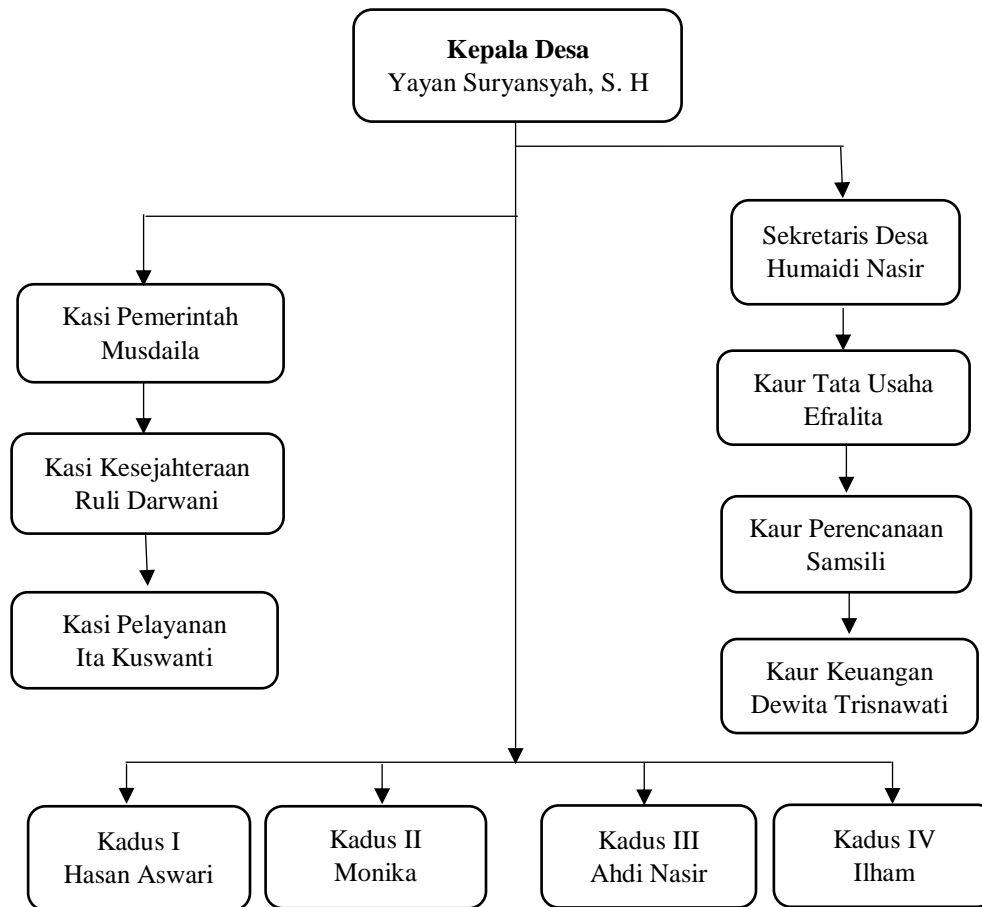 Kepala Desa
Yayan Suryansyah, S. H
Sekretaris Desa
Humaidi Nasir
Kasi Pemerintah
Musdaila
Kaur Tata Usaha
Efralita
Kasi Kesejahteraan
Ruli Darwani
Kaur Perencanaan
Samsili
Kasi Pelayanan
Ita Kuswanti
Kaur Keuangan
Dewita Trisnawati
Kadus I
Hasan Aswari
Kadus II
Monika
Kadus III
Ahdi Nasir
Kadus IV
Ilham